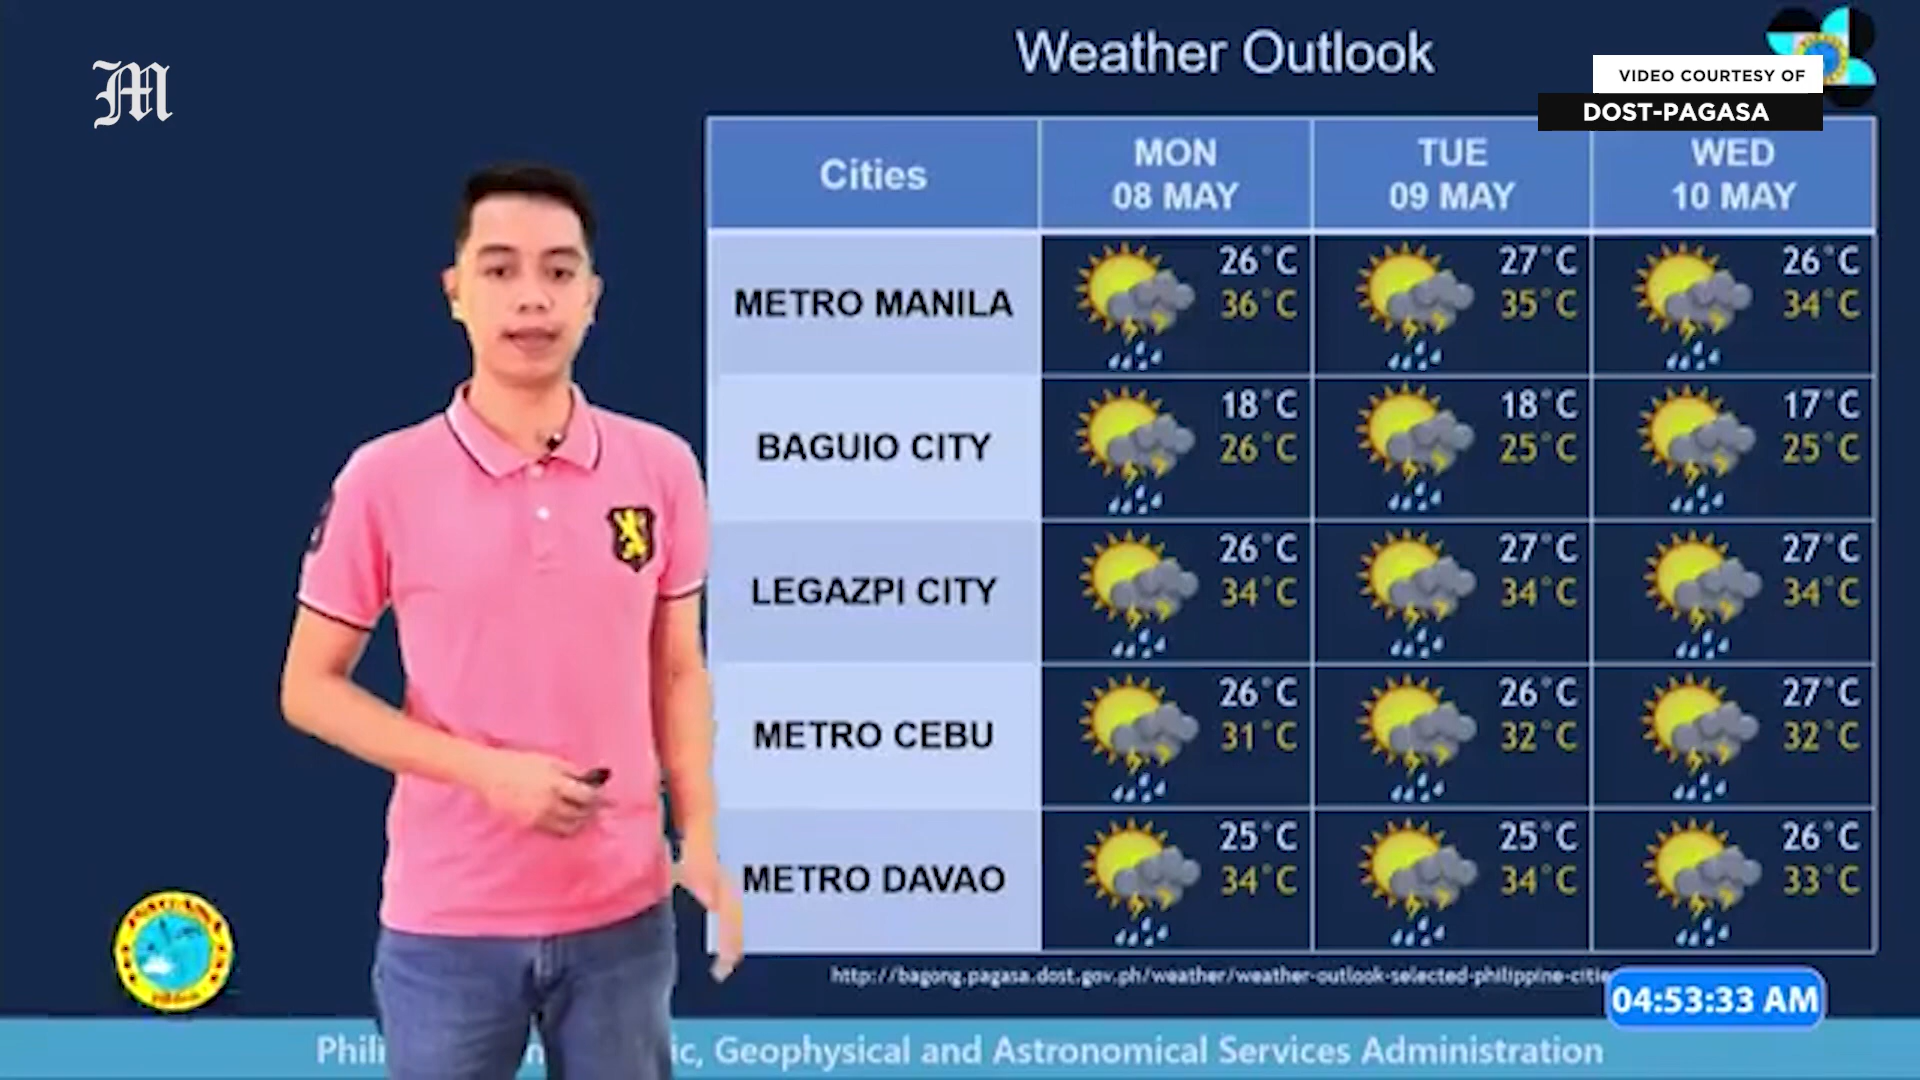 M
Weather Outlook
VIDEO COURTESY OF
DOST-PAGASA
Cities
MON
08 MAY
TUE
09 MAY
WED
10 MAY
METRO MANILA
26°C
36°C
27°C
35°C
26°C
34°C
BAGUIO CITY
18°C
26°C
18°C
25°C
17°C
25°C
LEGAZPI CITY
26°C
34°C
27°C
34°C
27°C
34°C
METRO CEBU
26°C
31°C
26°C
32°C
27°C
32°C
METRO DAVAO
25°C
34°C
25°C
34°C
26°C
33°C
http://bagong.pagasa.dost.gov.ph/weather/weather-outlook-selected-philippine-citie
04:53:33 AM
Geophysical and Astronomical Services Administration